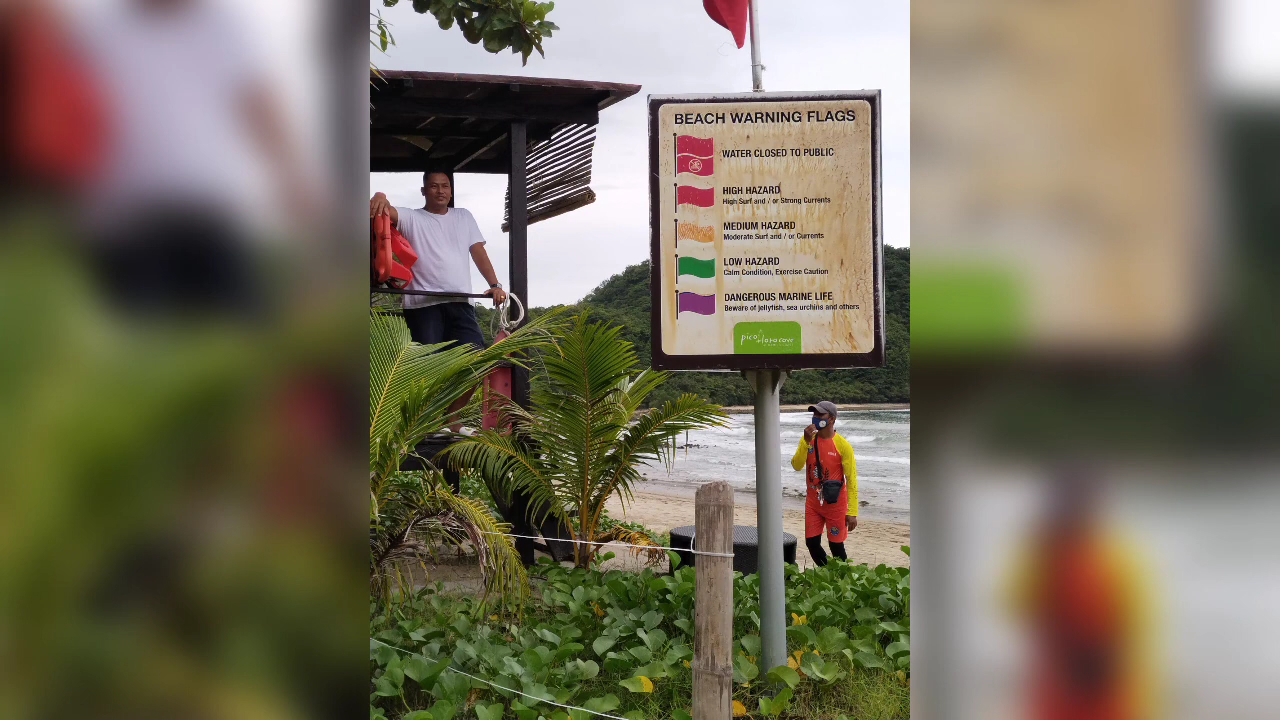 BEACH WARNING FLAGS
WATER CLOSED TO PUBLIC
HIGH HAZARD
High Surf and / or Strong Currents
MEDIUM HAZARD
Moderate Surf and / or Currents
LOW HAZARD
Calm Condition, Exercise Caution
DANGEROUS MARINE LIFE
Beware of jellyfish, sea urchins and others
pico de loro cove